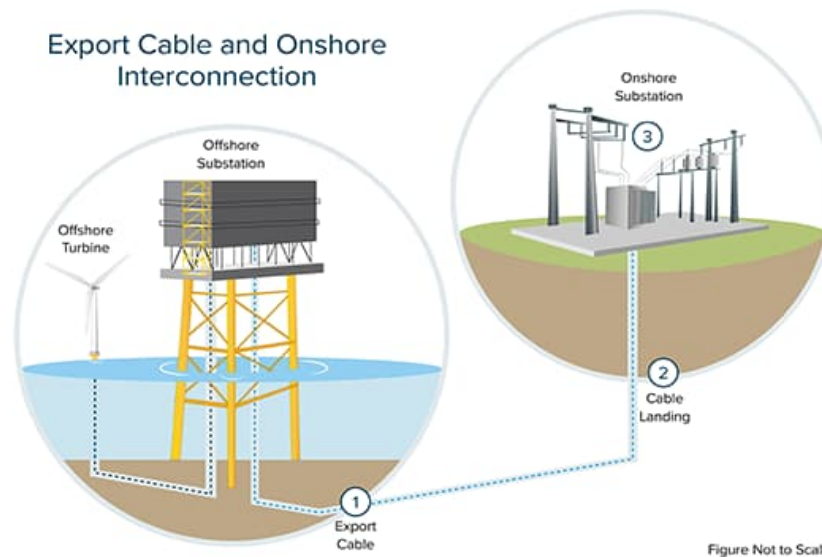 Export Cable and Onshore
Interconnection
Onshore
Substation
3
Offshore
Substation
Offshore
Turbine
2
Cable
Landing
1
Export
Cable
Figure Not to Scal